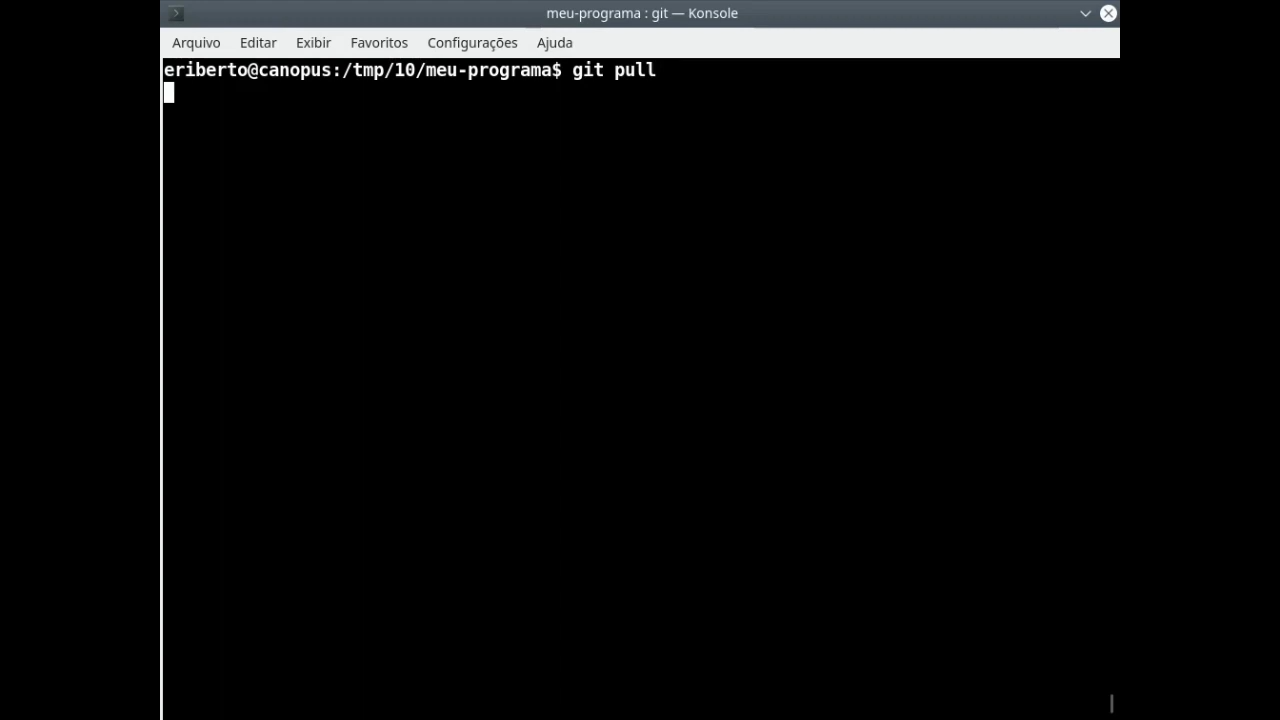 meu-programa : git — Konsole
Arquivo Editar Exibir Favoritos Configurações Ajuda
eriberto@canopus:/tmp/10/meu-programa$ git pull